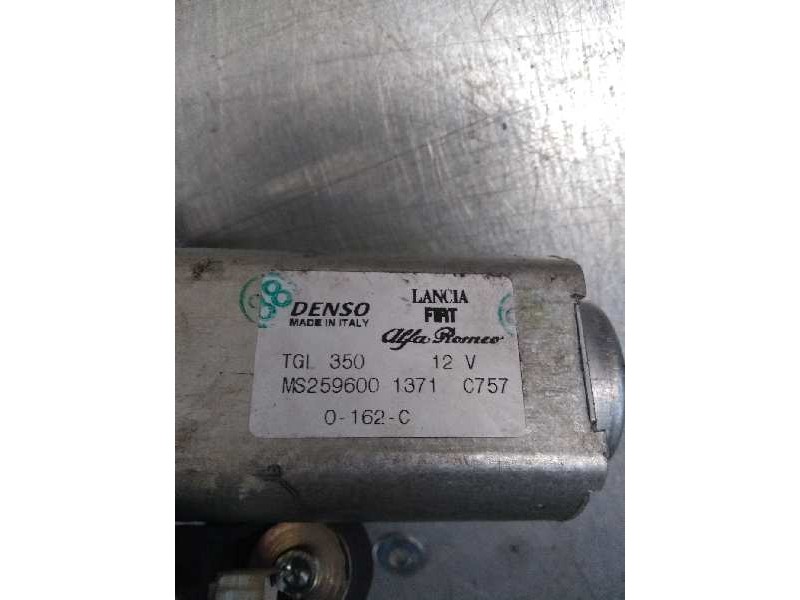 DENSO
MADE IN ITALY
LANCIA
FIAT
Alfa Romeo
TGL 350 12 V
MS259600 1371 C757
0-162-C